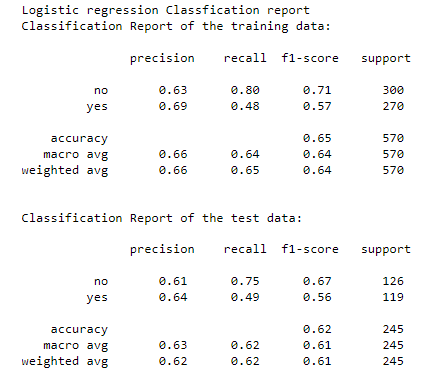 Logistic regression Classfication report
Classification Report of the training data:
precision recall f1-score support
no 0.63 0.80 0.71 300
yes 0.69 0.48 0.57 270
accuracy 0.65 570
macro avg 0.66 0.64 0.64 570
weighted avg 0.66 0.65 0.64 570
Classification Report of the test data:
precision recall f1-score support
no 0.61 0.75 0.67 126
yes 0.64 0.49 0.56 119
accuracy 0.62 245
macro avg 0.63 0.62 0.61 245
weighted avg 0.62 0.62 0.61 245